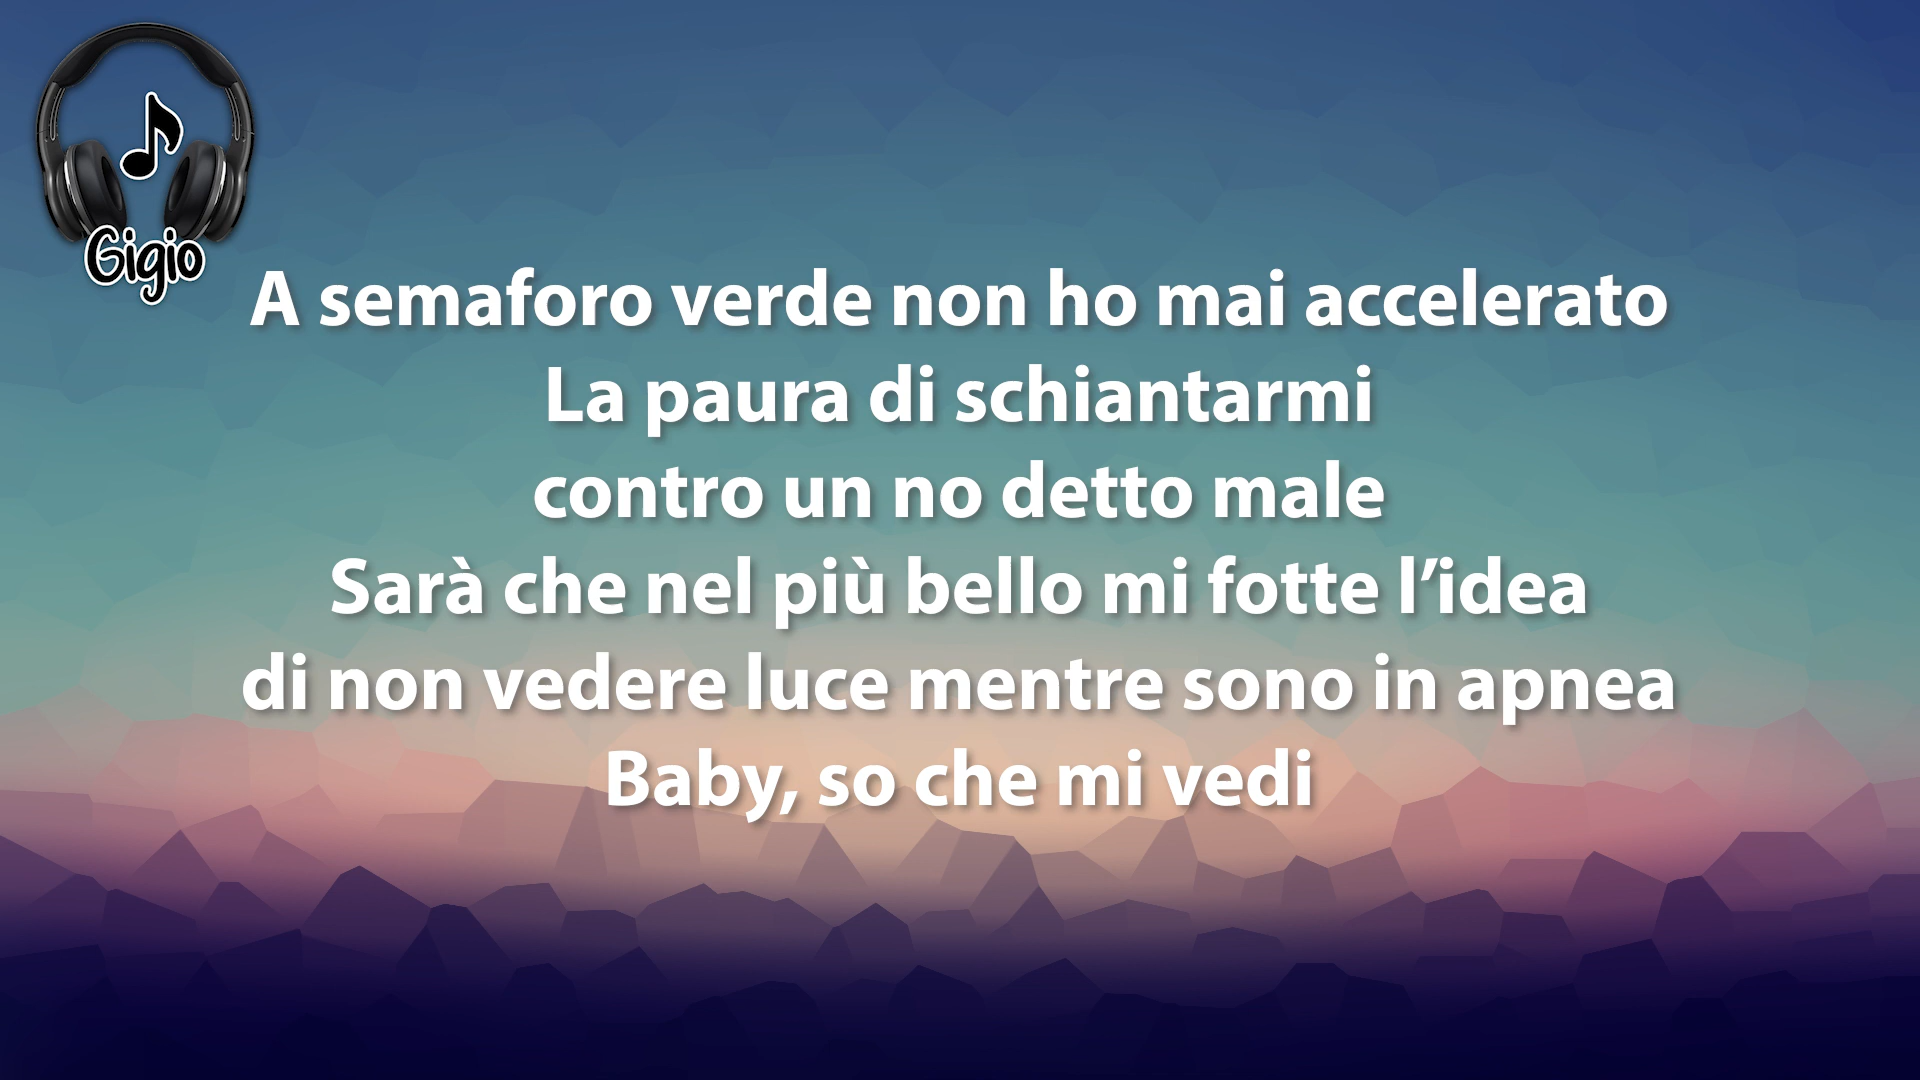 Gigio
A semaforo verde non ho mai accelerato
La paura di schiantarmi
contro un no detto male
Sarà che nel più bello mi fotte l’idea
di non vedere luce mentre sono in apnea
Baby, so che mi vedi